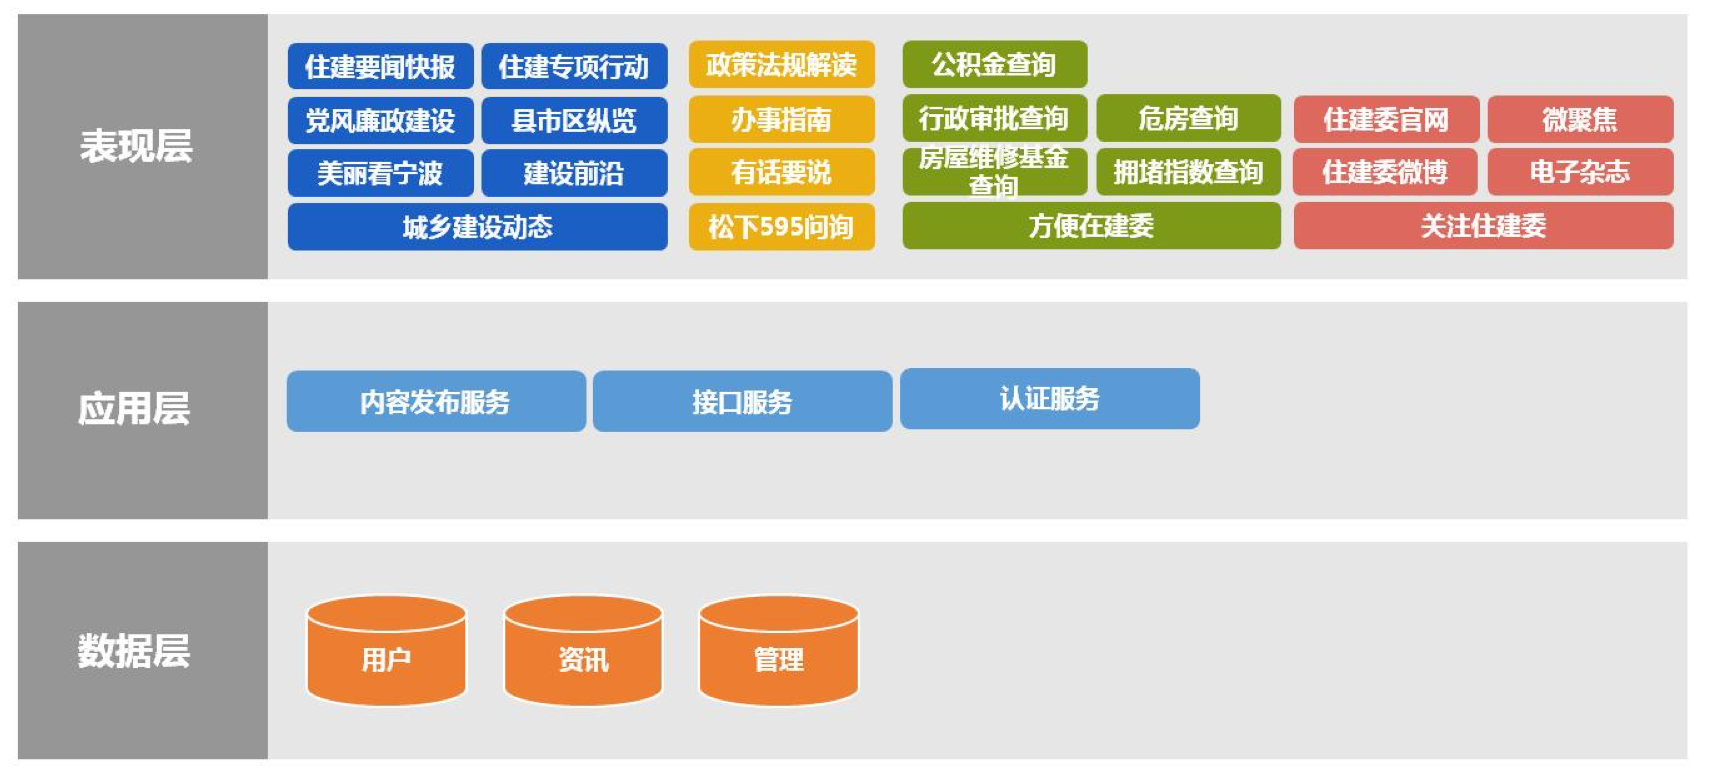 表现层
住建要闻快报
住建专项行动
党风廉政建设
县市区纵览
美丽看宁波
建设前沿
城乡建设动态
政策法规解读
办事指南
有话要说
松下595问询
公积金查询
行政审批查询
危房查询
房屋维修基金
查询
拥堵指数查询
方便在建委
住建委官网
微聚焦
住建委微博
电子杂志
关注住建委
应用层
内容发布服务
接口服务
认证服务
数据层
用户
资讯
管理